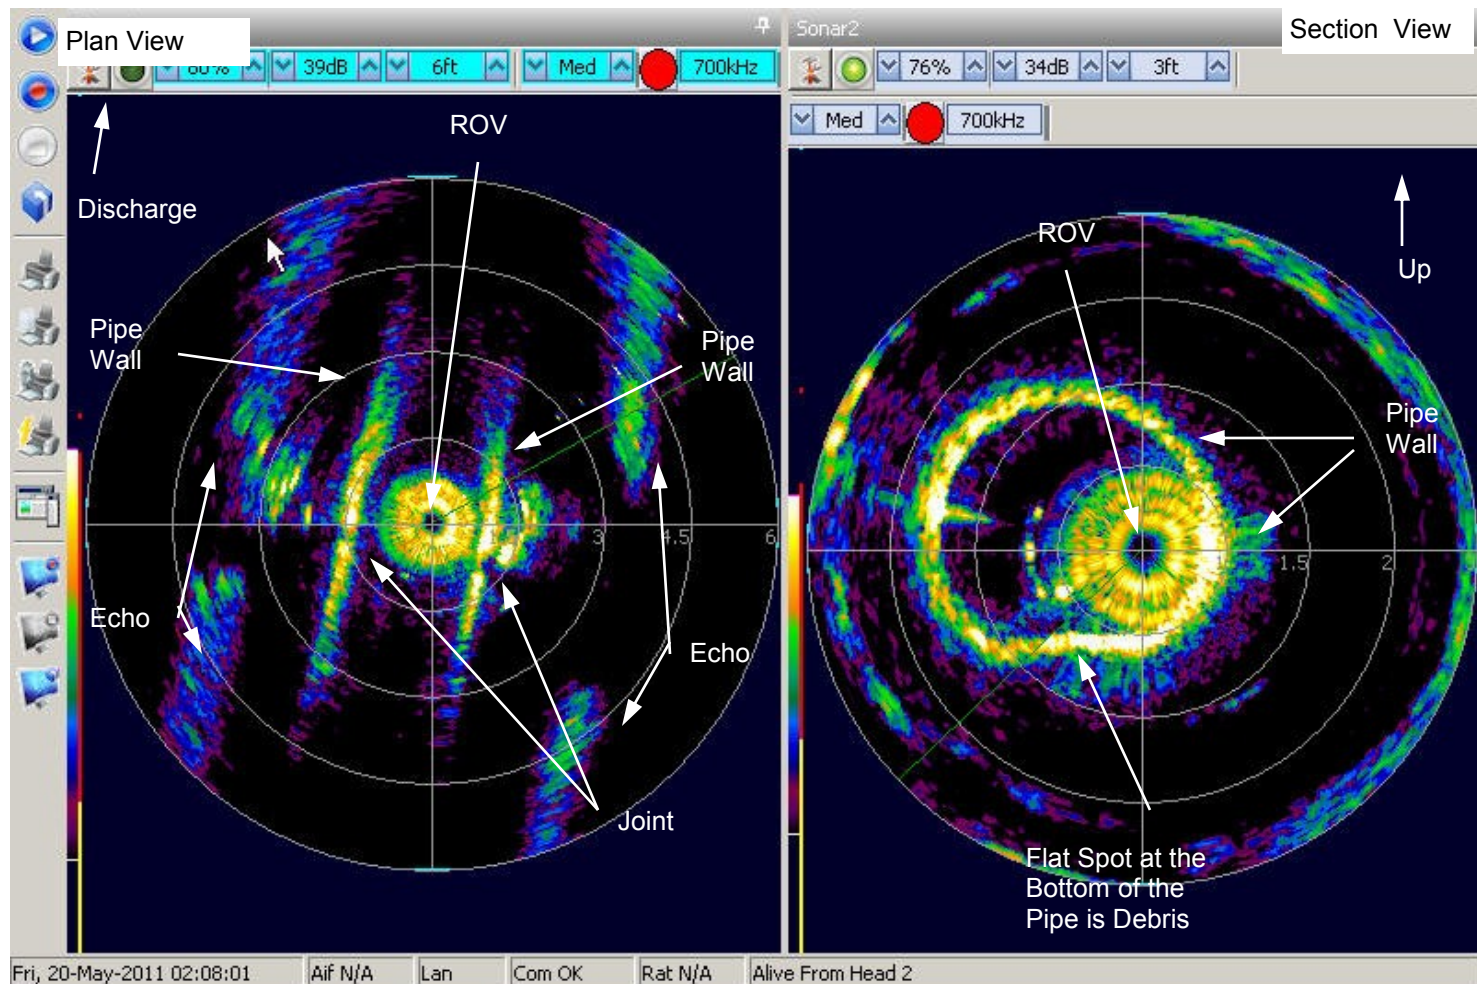 Plan View
60%
39dB
6ft
Med
700kHz
Discharge
ROV
Pipe
Wall
Pipe
Wall
Echo
Echo
Joint
3
4.5
6
Sonar2
Section View
76%
34dB
3ft
Med
700kHz
ROV
Up
Pipe
Wall
1.5
2
Flat Spot at the
Bottom of the
Pipe is Debris
Fri, 20-May-2011 02:08:01
Aif N/A
Lan
Com OK
Rat N/A
Alive From Head 2